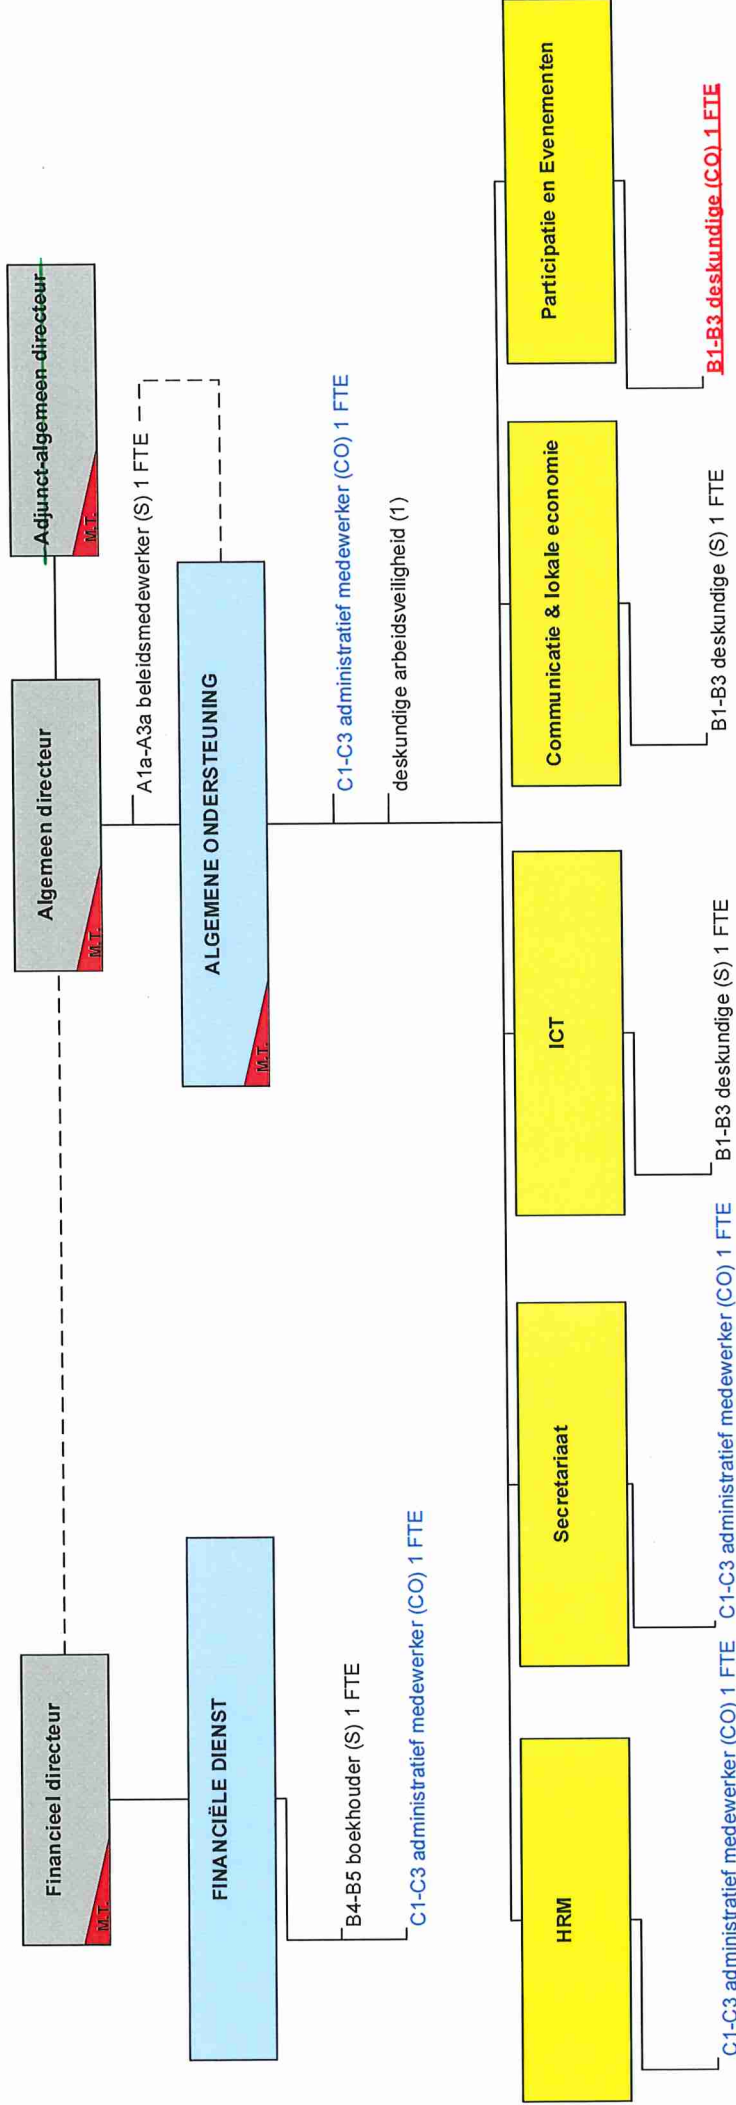 Financieel directeur
M.T.
Algemeen directeur
M.T.
Adjunct-algemeen directeur
M.T.
A1a-A3a beleidsmedewerker (S) 1 FTE
FINANCIËLE DIENST
ALGEMENE ONDERSTEUNING
M.T.
B4-B5 boekhouder (S) 1 FTE
C1-C3 administratief medewerker (CO) 1 FTE
C1-C3 administratief medewerker (CO) 1 FTE
deskundige arbeidsveiligheid (1)
HRM
Secretariaat
ICT
Communicatie & lokale economie
Participatie en Evenementen
C1-C3 administratief medewerker (CO) 1 FTE
C1-C3 administratief medewerker (CO) 1 FTE
B1-B3 deskundige (S) 1 FTE
B1-B3 deskundige (S) 1 FTE
B1-B3 deskundige (CO) 1 FTE